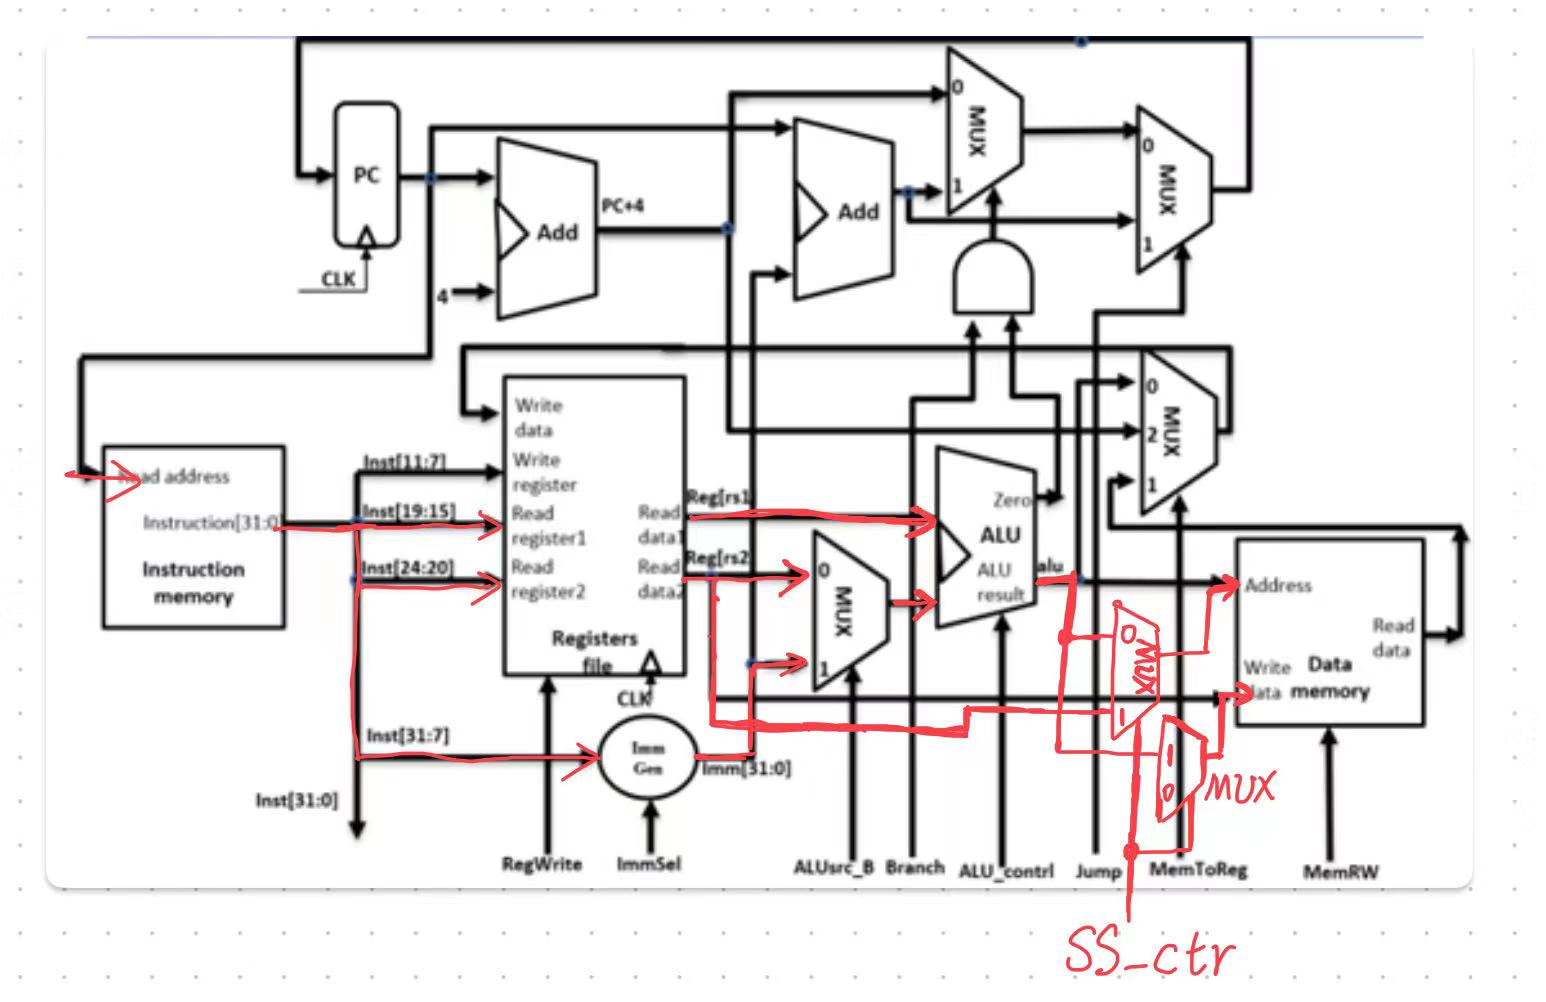 0
MUX
1
0
MUX
1
PC
CLK
Add
PC+4
4
Add
Write
data
Write
register
Read
register1
Read
register2
Read
data1
Read
data2
Registers
file
CLK
Read address
Instruction[31:0]
Instruction
memory
Inst[11:7]
Inst[19:15]
Inst[24:20]
Inst[31:7]
Inst[31:0]
Reg[rs1
Reg[rs2
0
MUX
1
Imm
Gen
Imm[31:0]
Zero
ALU
ALU
result
alu
0
2
MUX
1
Address
Read
data
Write
data
Data
memory
0
MUX
1
1
0
MUX
RegWrite
ImmSel
ALUsrc_B
Branch
ALU_contrl
Jump
MemToReg
MemRW
SS_ctr